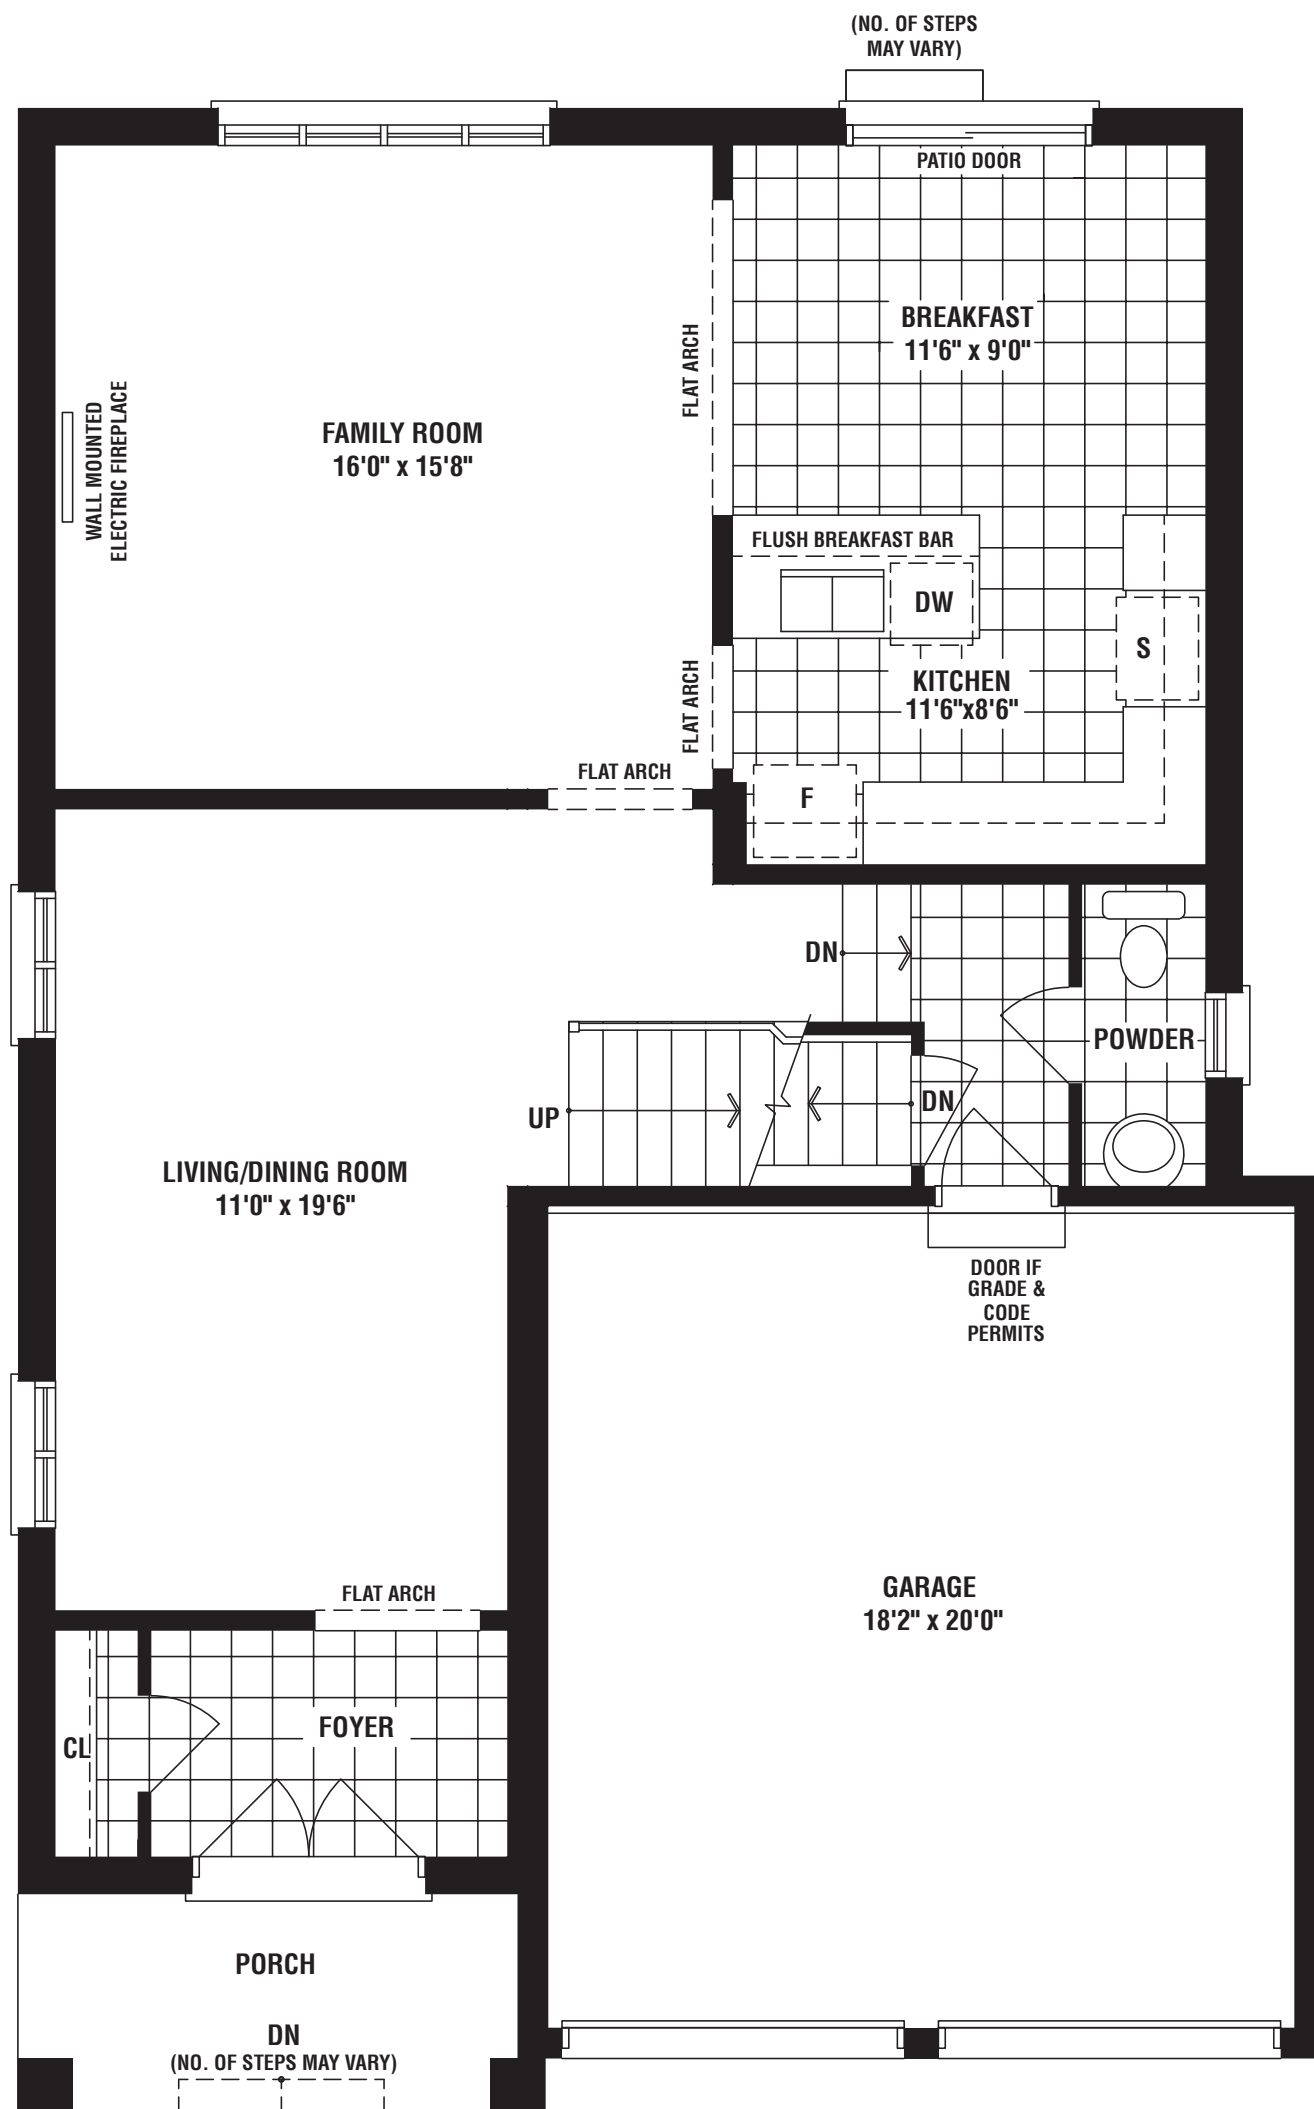 (NO. OF STEPS
MAY VARY)
PATIO DOOR
BREAKFAST
11'6" x 9'0"
FLAT ARCH
WALL MOUNTED
ELECTRIC FIREPLACE
FAMILY ROOM
16'0" x 15'8"
FLUSH BREAKFAST BAR
DW
S
KITCHEN
11'6"x8'6"
FLAT ARCH
FLAT ARCH
F
DN
POWDER
UP
DN
LIVING/DINING ROOM
11'0" x 19'6"
DOOR IF
GRADE &
CODE
PERMITS
GARAGE
18'2" x 20'0"
FLAT ARCH
FOYER
CL
PORCH
DN
(NO. OF STEPS MAY VARY)